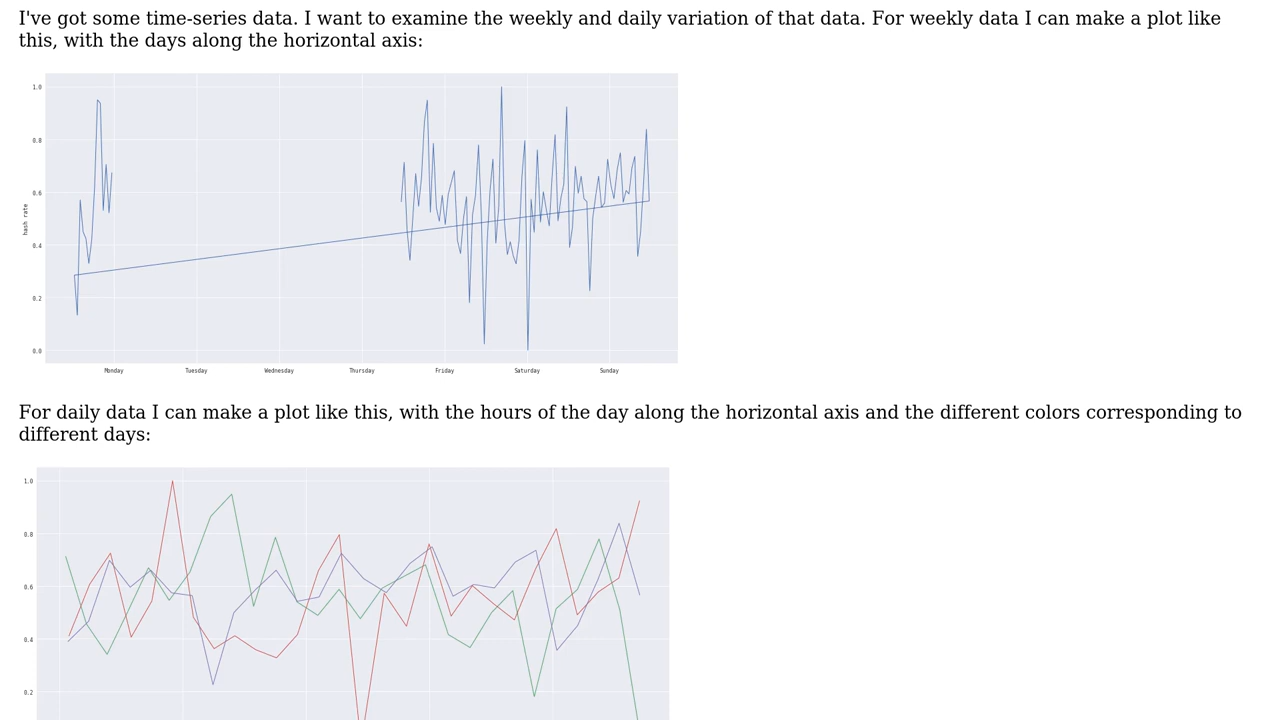 I've got some time-series data. I want to examine the weekly and daily variation of that data. For weekly data I can make a plot like
this, with the days along the horizontal axis:
1.0
0.8
0.6
hash rate
0.4
0.2
0.0
Monday Tuesday Wednesday Thursday Friday Saturday Sunday
For daily data I can make a plot like this, with the hours of the day along the horizontal axis and the different colors corresponding to
different days:
1.0
0.8
0.6
0.4
0.2